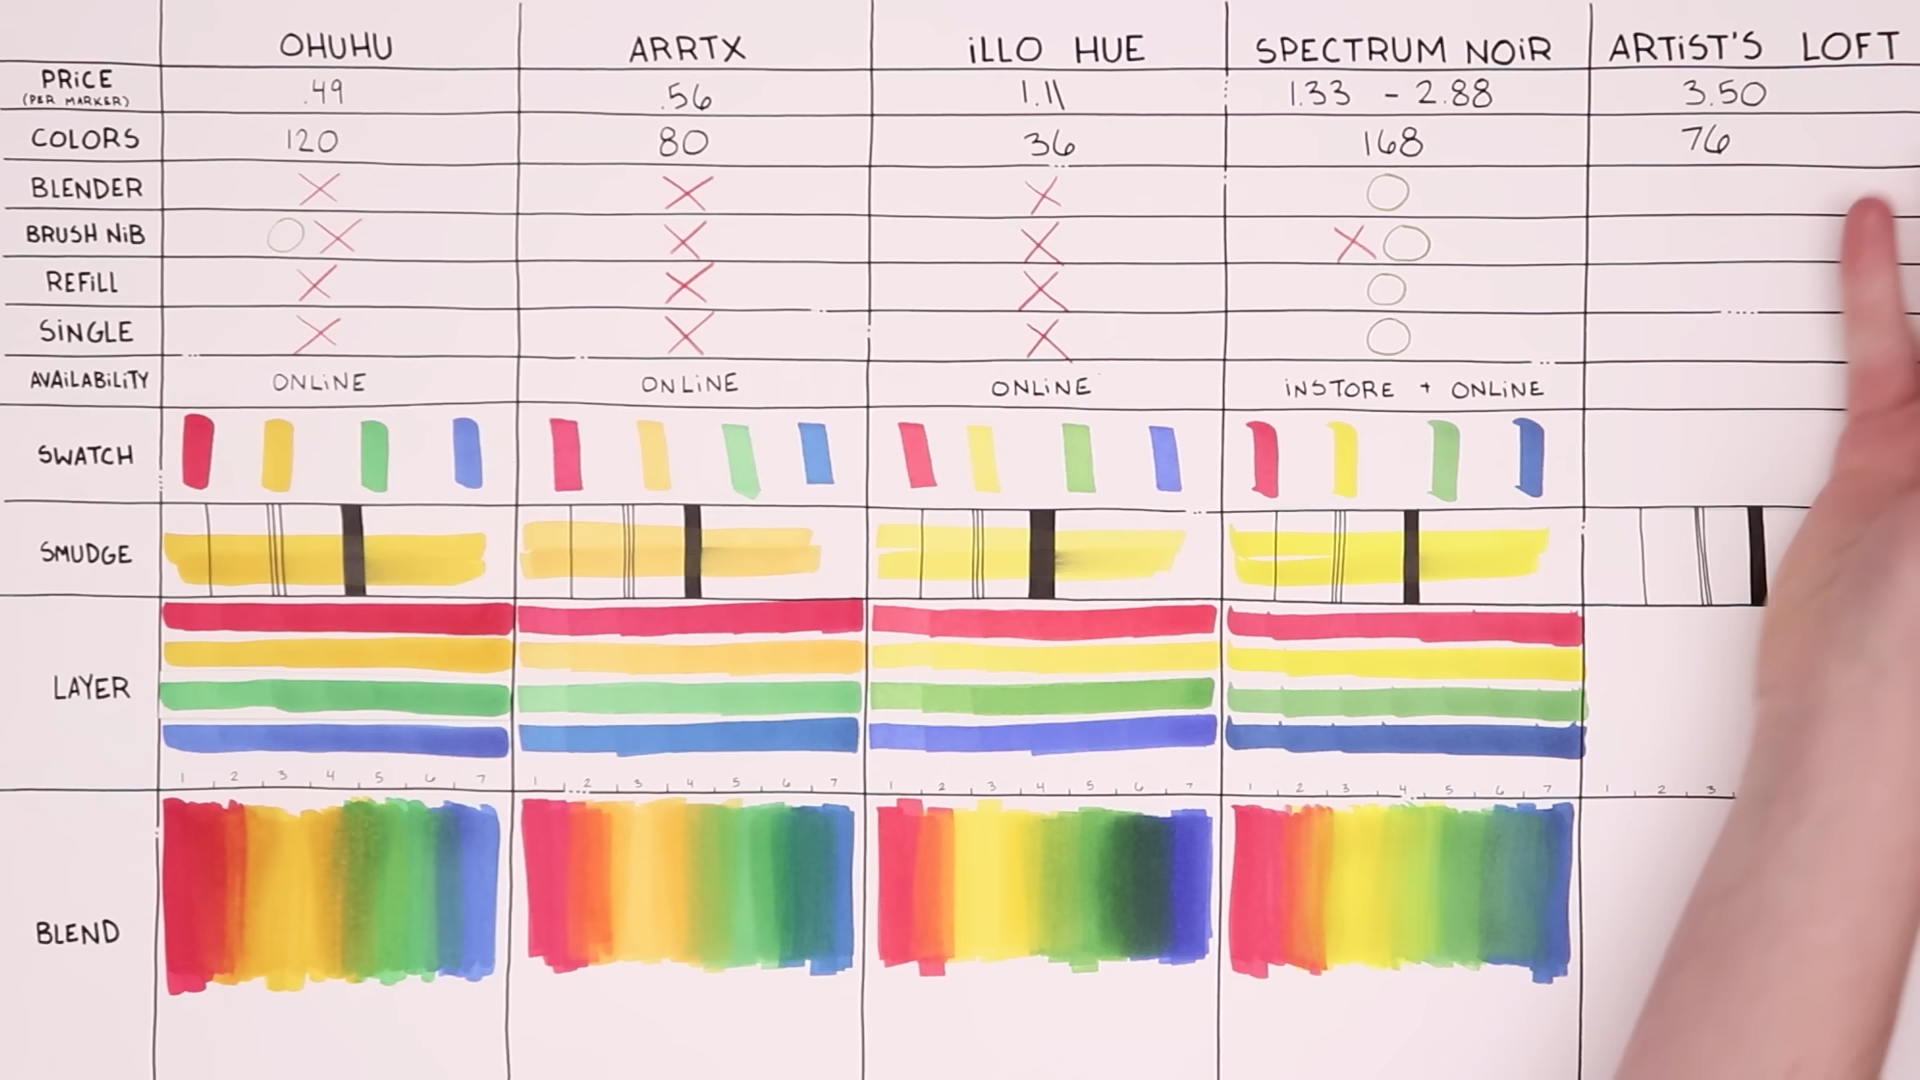 OHUHU ARRTX iLLO HUE SPECTRUM NOiR ARTiST'S LOFT
PRiCE
(PER MARKER) .49 .56 1.11 1.33 - 2.88 3.50
COLORS 120 80 36 168 76
BLENDER X X X O
BRUSH NiB O X X X X O
REFiLL X X X O
SiNGLE X X X O
AVAiLABiLiTY ONLiNE ONLiNE ONLiNE iNSTORE + ONLiNE
SWATCH
SMUDGE
LAYER
1 2 3 4 5 6 7 1 2 3 4 5 6 7 1 2 3 4 5 6 7 1 2 3 4 5 6 7 1 2 3
BLEND